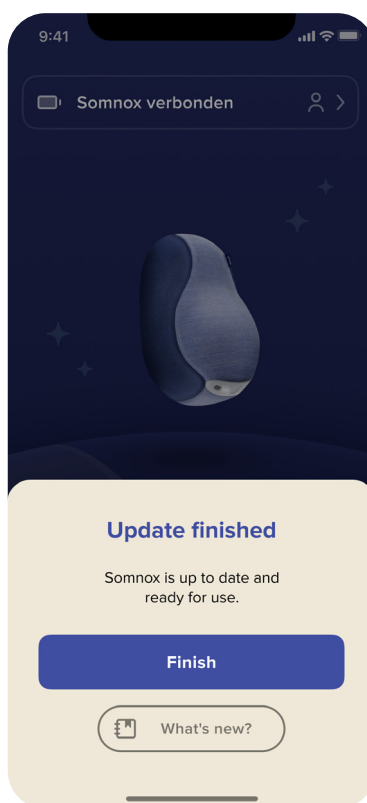 9:41
Somnox verbonden
Update finished
Somnox is up to date and
ready for use.
Finish
What's new?